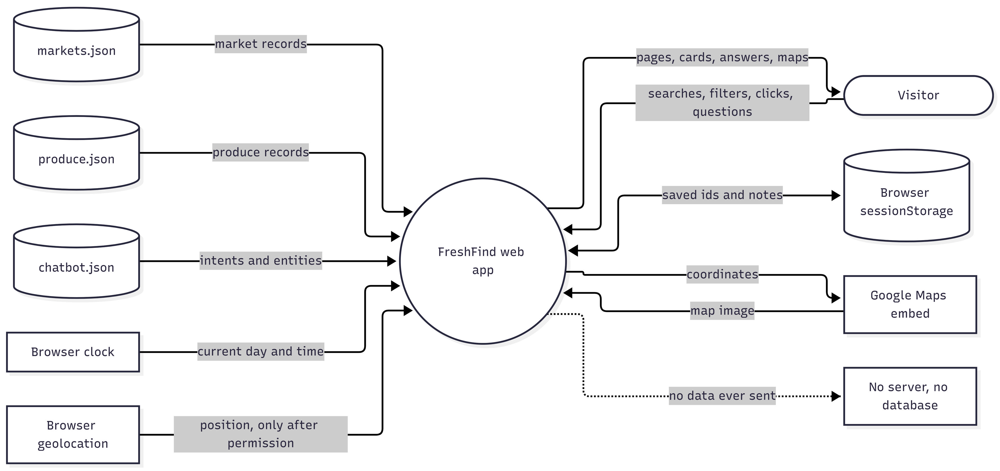 markets.json
market records
produce.json
produce records
chatbot.json
intents and entities
Browser clock
current day and time
Browser
geolocation
position, only after
permission
FreshFind web
app
pages, cards, answers, maps
searches, filters, clicks,
questions
Visitor
saved ids and notes
Browser
sessionStorage
coordinates
map image
Google Maps
embed
no data ever sent
No server, no
database